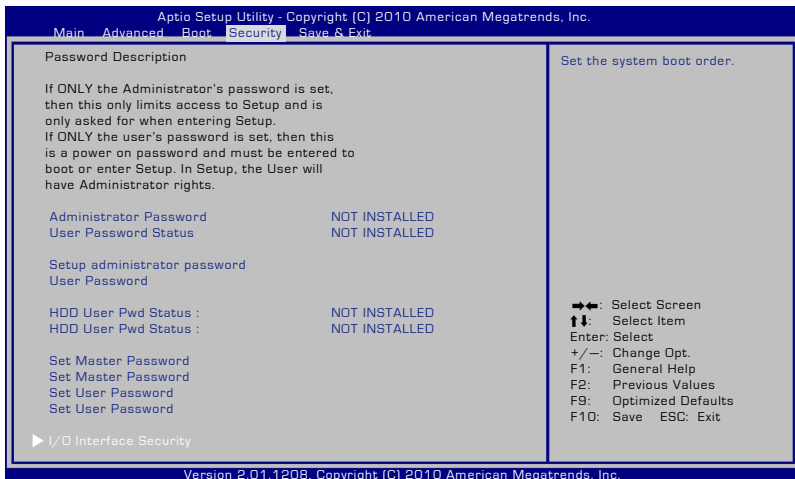 Aptio Setup Utility - Copyright (C) 2010 American Megatrends, Inc.
Main Advanced Boot Security Save & Exit
Password Description
If ONLY the Administrator's password is set,
then this only limits access to Setup and is
only asked for when entering Setup.
If ONLY the user's password is set, then this
is a power on password and must be entered to
boot or enter Setup. In Setup, the User will
have Administrator rights.
Administrator Password NOT INSTALLED
User Password Status NOT INSTALLED
Setup administrator password
User Password
HDD User Pwd Status : NOT INSTALLED
HDD User Pwd Status : NOT INSTALLED
Set Master Password
Set Master Password
Set User Password
Set User Password
I/O Interface Security
Set the system boot order.
→←: Select Screen
↑↓: Select Item
Enter: Select
+/—: Change Opt.
F1: General Help
F2: Previous Values
F9: Optimized Defaults
F10: Save ESC: Exit
Version 2.01.1208. Copyright (C) 2010 American Megatrends, Inc.